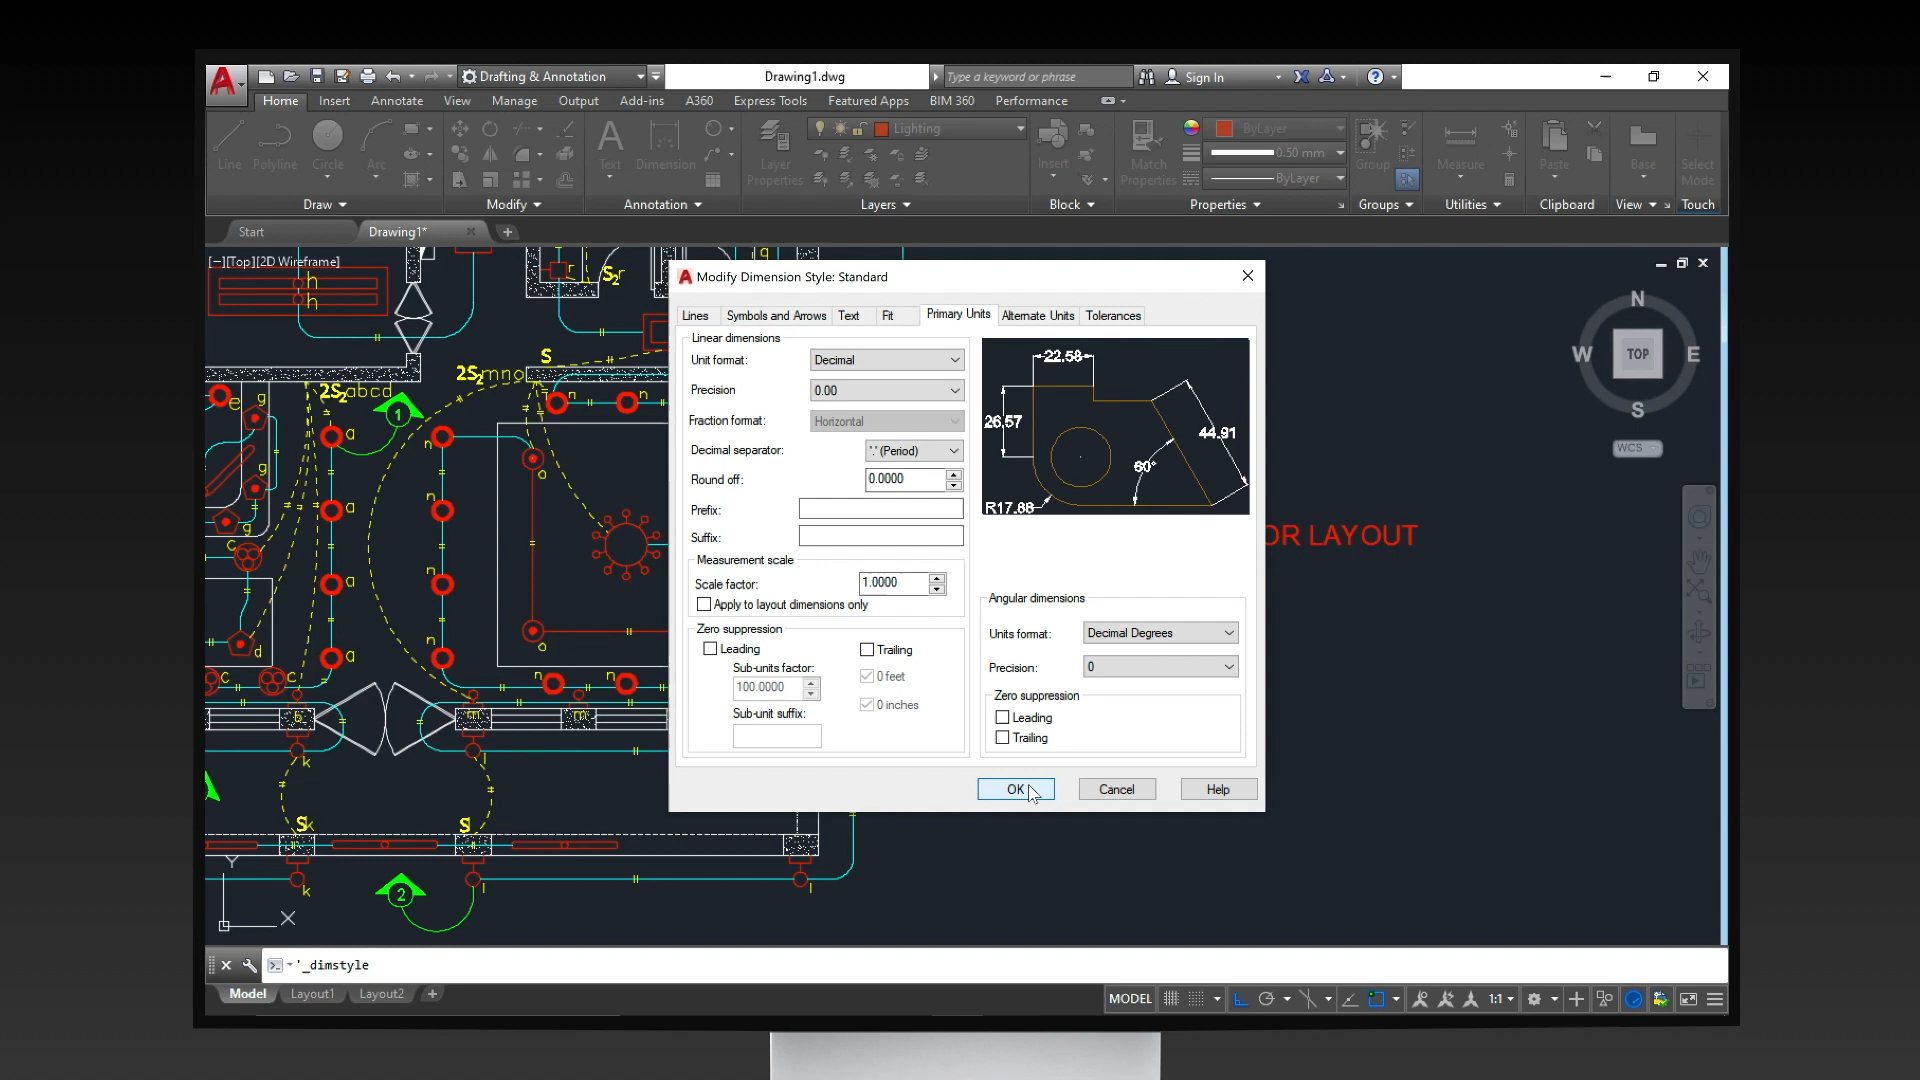 Drafting & Annotation
Drawing1.dwg
Type a keyword or phrase
Sign In
Home Insert Annotate View Manage Output Add-ins A360 Express Tools Featured Apps BIM 360 Performance
Line Polyline Circle Arc
Text Dimension
Layer Properties
Lighting
Insert
Match Properties
ByLayer
0.50 mm
ByLayer
Group
Measure
Paste
Base
Select Mode
Draw Modify Annotation Layers Block Properties Groups Utilities Clipboard View Touch
Start Drawing1*
[−][Top][2D Wireframe]
h
h
S₂r
q
S
2S₂mno
2S₂abcd
1
e g g g c d c c
a a a a
n n n n n n n n
o o
b m m
k l
S k
S l
k l l
2
Y
X
Modify Dimension Style: Standard
Lines Symbols and Arrows Text Fit Primary Units Alternate Units Tolerances
Linear dimensions
Unit format: Decimal
Precision 0.00
Fraction format: Horizontal
Decimal separator: '.' (Period)
Round off: 0.0000
Prefix:
Suffix:
Measurement scale
Scale factor: 1.0000
Apply to layout dimensions only
Zero suppression
Leading
Trailing
Sub-units factor:
0 feet
100.0000
0 inches
Sub-unit suffix:
22.58
26.57
44.91
60°
R17.88
Angular dimensions
Units format: Decimal Degrees
Precision: 0
Zero suppression
Leading
Trailing
OK Cancel Help
OR LAYOUT
N
W TOP E
S
WCS
'_dimstyle
Model Layout1 Layout2
MODEL
1:1